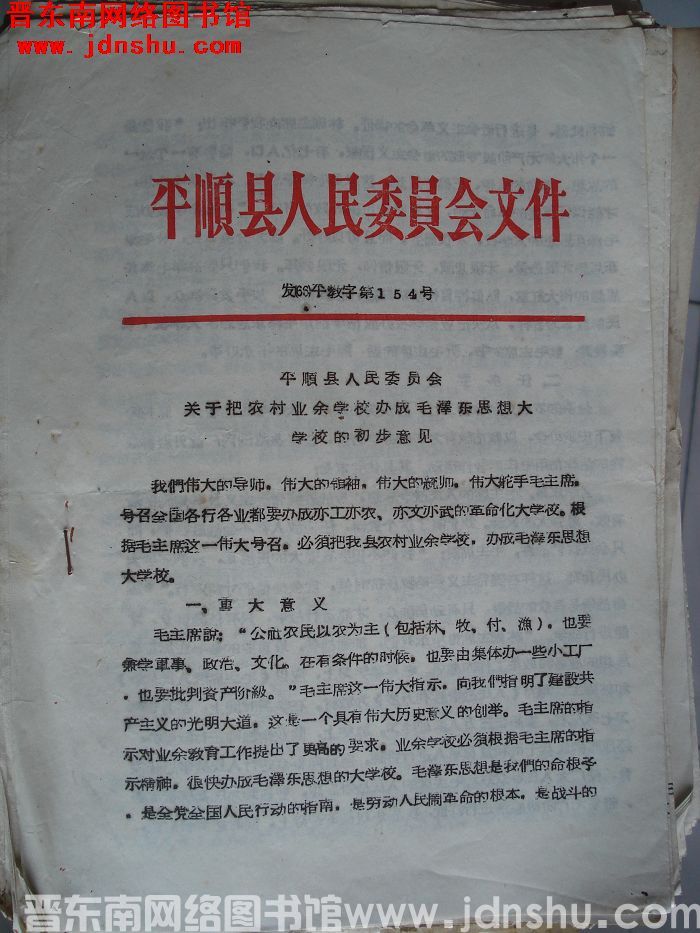 晋东南网络图书馆
www.jdnshu.com
平順县人民委員会文件
发(66)平教字第154号
平顺县人民委员会
关于把农村业余学校办成毛澤东思想大
学校的初步意见
我們伟大的导师。伟大的領袖。伟大的統帅。伟大舵手毛主席。
号召全国各行各业都要办成亦工亦农、亦文亦武的革命化大学校。根
据毛主席这一伟大号召。必须把我县农村业余学校。办成毛澤东思想
大学校。
一、重大意义
毛主席說："公社农民以农为主(包括林、牧、付、漁)。也要
兼学軍事、政治、文化。在有条件的时候。也要由集体办一些小工厂
。也要批判資产阶級。"毛主席这一伟大指示。向我們指明了建設共
产主义的光明大道。这是一个具有伟大历史意义的创举。毛主席的指
示对业余教育工作提出了更高的要求。业余学校必须根据毛主席的指
示精神。很快办成毛澤东思想的大学校。毛澤东思想是我們的命根子
。是全党全国人民行动的指南。是劳动人民闹革命的根本。是战斗的
晋东南网络图书馆www.jdnshu.com